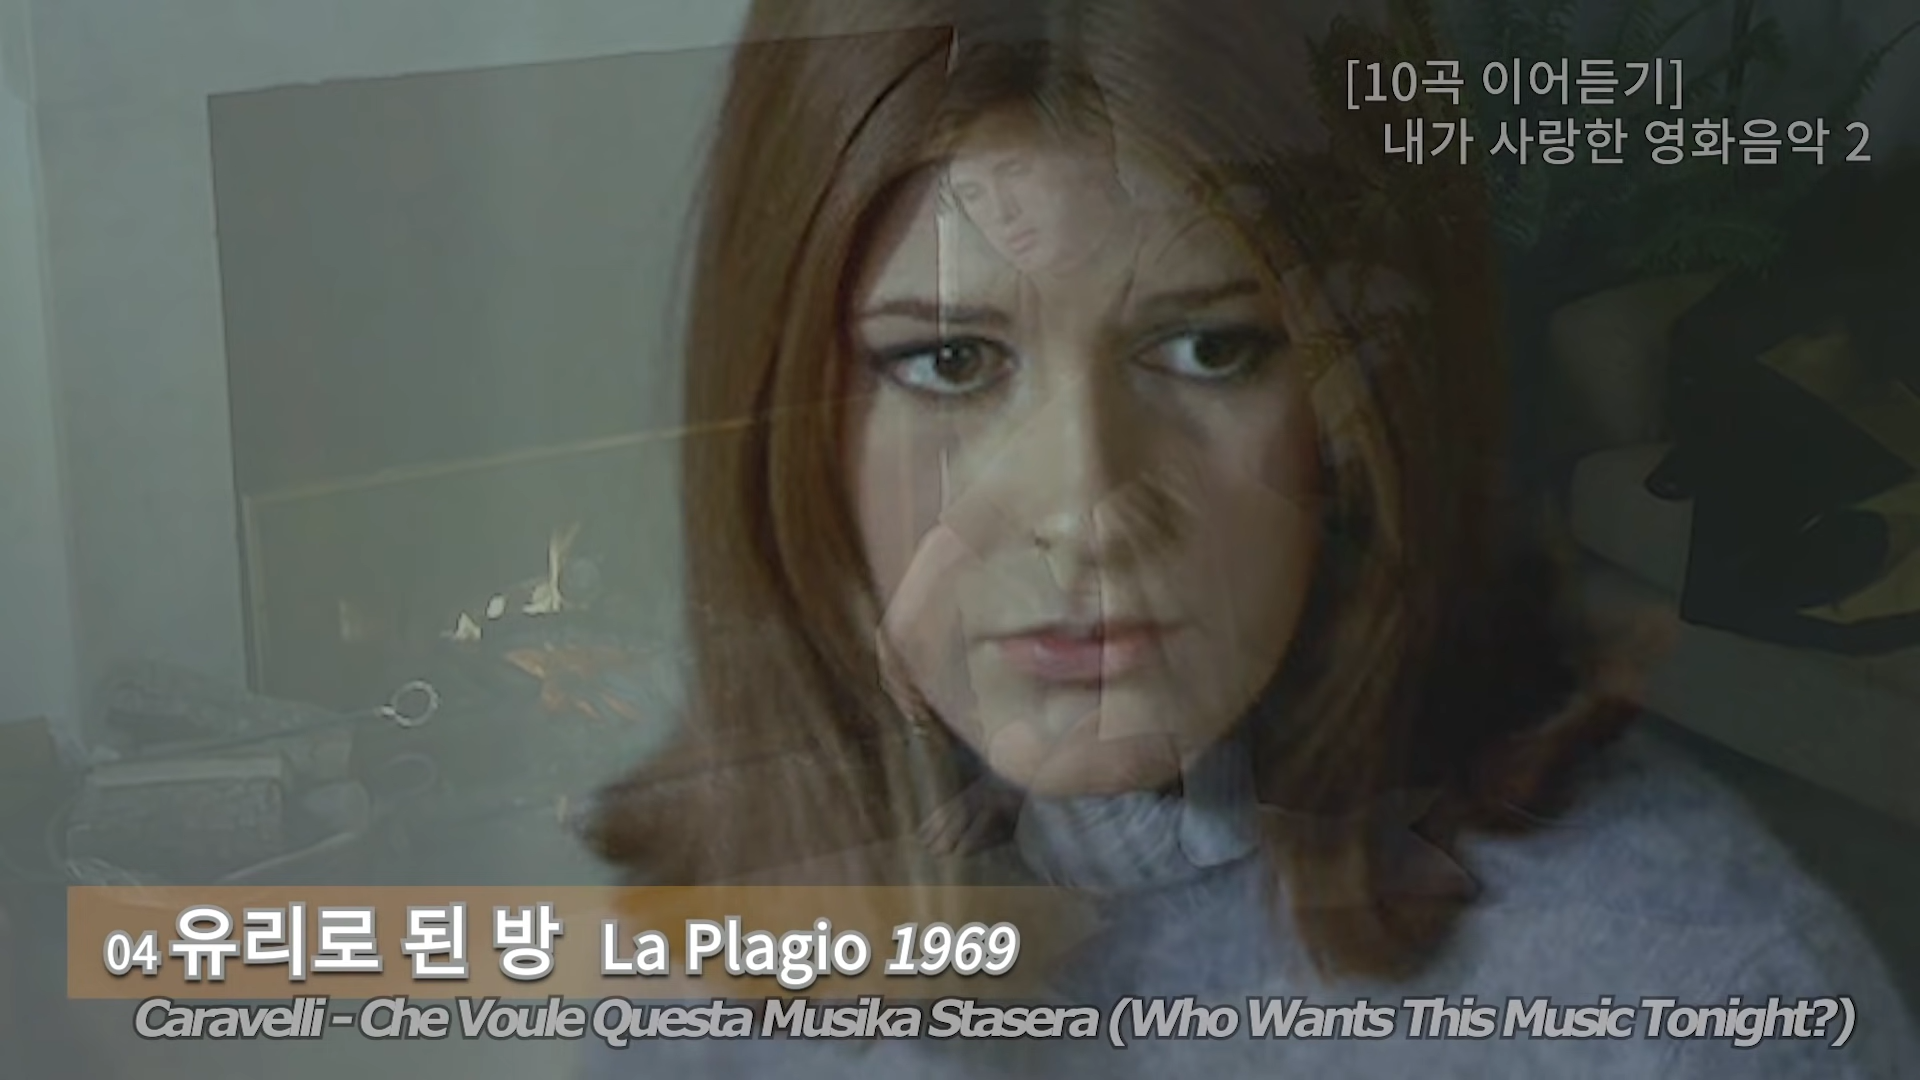 [10곡 이어듣기]
내가 사랑한 영화음악 2
04 유리로 된 방 La Plagio 1969
Caravelli - Che Voule Questa Musika Stasera (Who Wants This Music Tonight?)